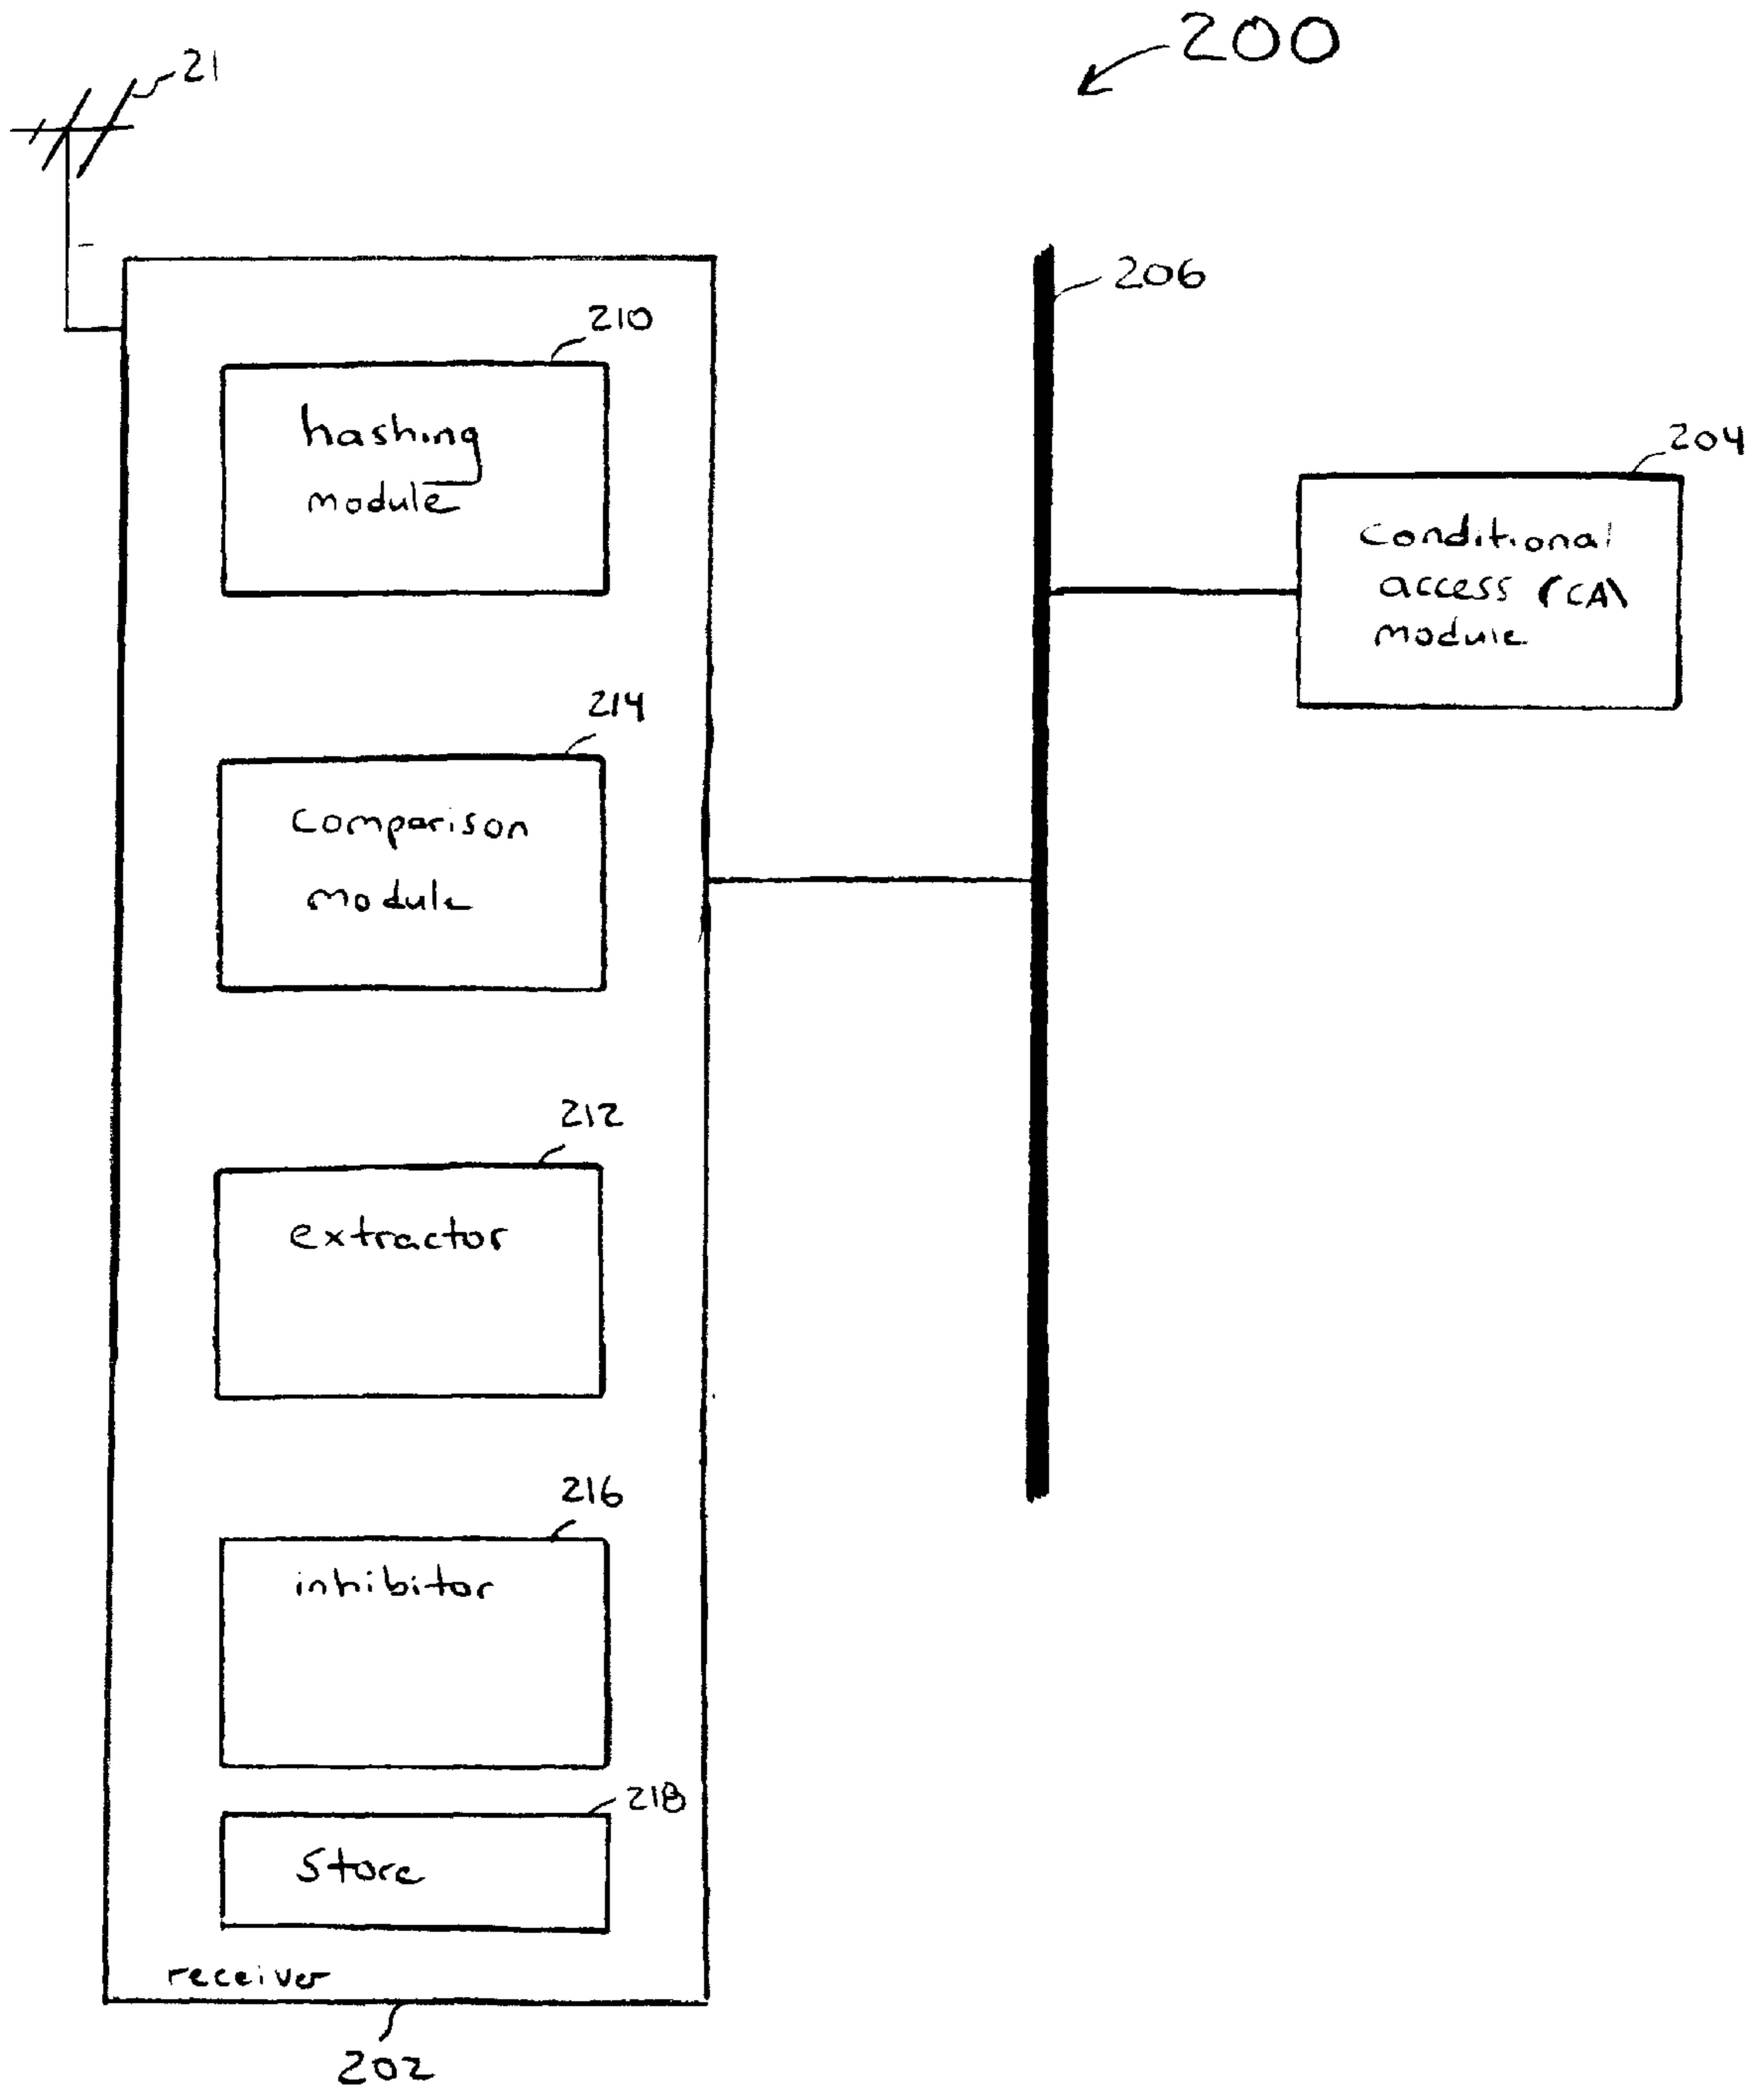 200
21
206
210
hashing
module
204
conditional
access (CA)
module
214
comparison
module
212
extractor
216
inhibitor
218
store
receiver
202